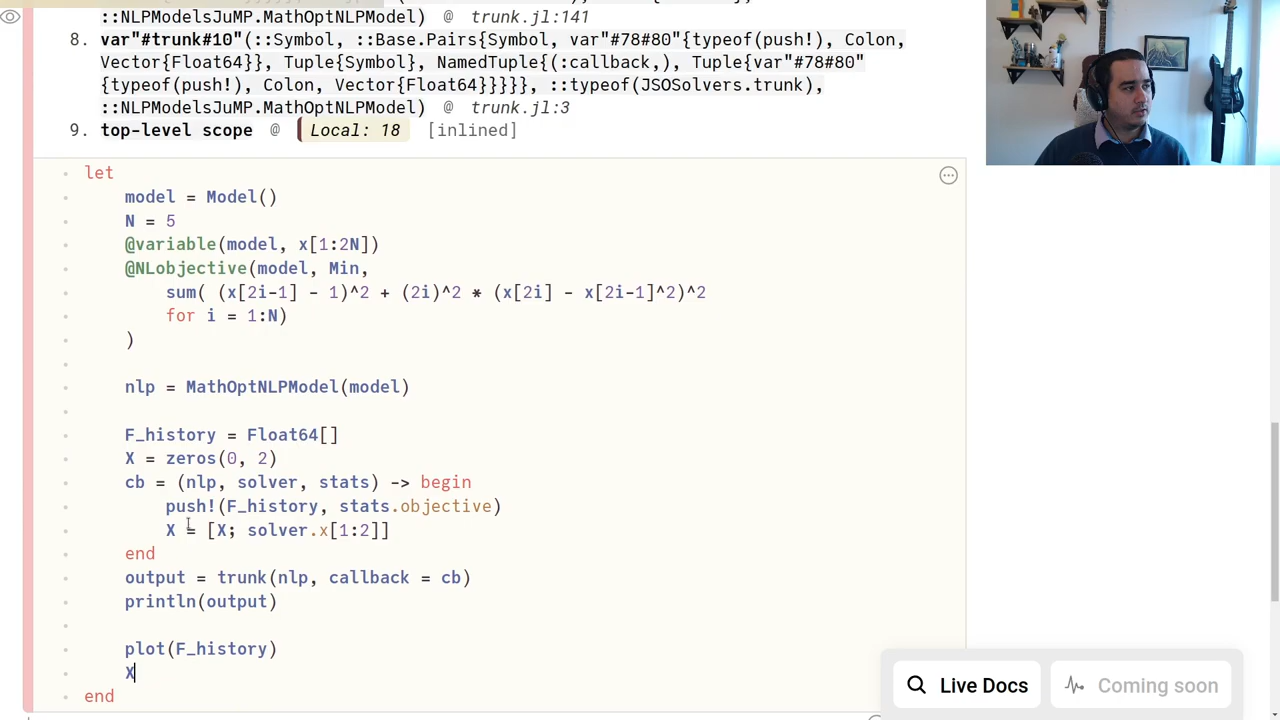 ::NLPModelsJuMP.MathOptNLPModel) @ trunk.jl:141
8. var"#trunk#10"(::Symbol, ::Base.Pairs{Symbol, var"#78#80"{typeof(push!), Colon,
Vector{Float64}}, Tuple{Symbol}, NamedTuple{(:callback,), Tuple{var"#78#80"
{typeof(push!), Colon, Vector{Float64}}}}}, ::typeof(JSOSolvers.trunk),
::NLPModelsJuMP.MathOptNLPModel) @ trunk.jl:3
9. top-level scope @ Local: 18 [inlined]
let
model = Model()
N = 5
@variable(model, x[1:2N])
@NLobjective(model, Min,
sum( (x[2i-1] - 1)^2 + (2i)^2 * (x[2i] - x[2i-1]^2)^2
for i = 1:N)
)
nlp = MathOptNLPModel(model)
F_history = Float64[]
X = zeros(0, 2)
cb = (nlp, solver, stats) -> begin
push!(F_history, stats.objective)
X = [X; solver.x[1:2]]
end
output = trunk(nlp, callback = cb)
println(output)
plot(F_history)
X
end
Live Docs
Coming soon